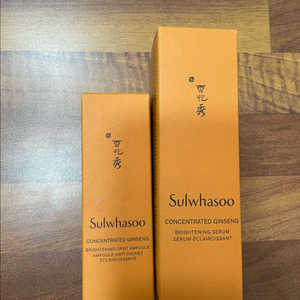 雪
花
秀
Sulwhasoo
CONCENTRATED GINSENG
BRIGHTENING SPOT AMPOULE
AMPOULE ANTI-TACHES
ÉCLAIRCISSANTE
雪
花
秀
Sulwhasoo
CONCENTRATED GINSENG
BRIGHTENING SERUM
SÉRUM ÉCLAIRCISSANT